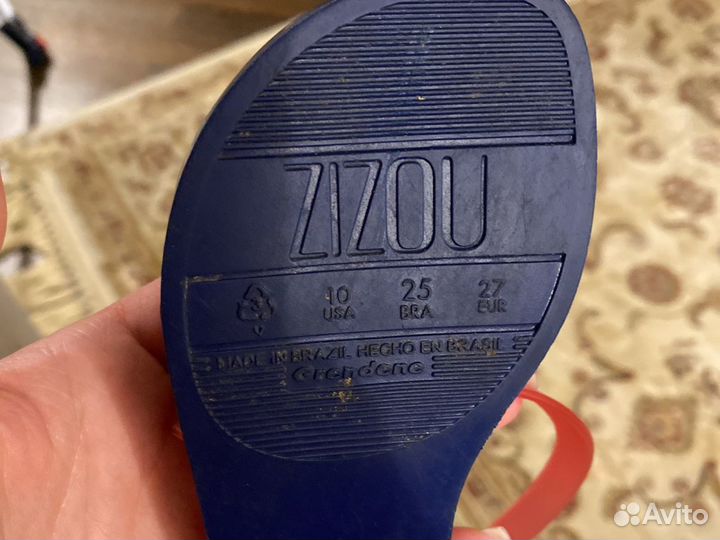 ZIZOU
10 25 27
USA BRA EUR
MADE IN BRAZIL HECHO EN BRASIL
Grendene
Avito